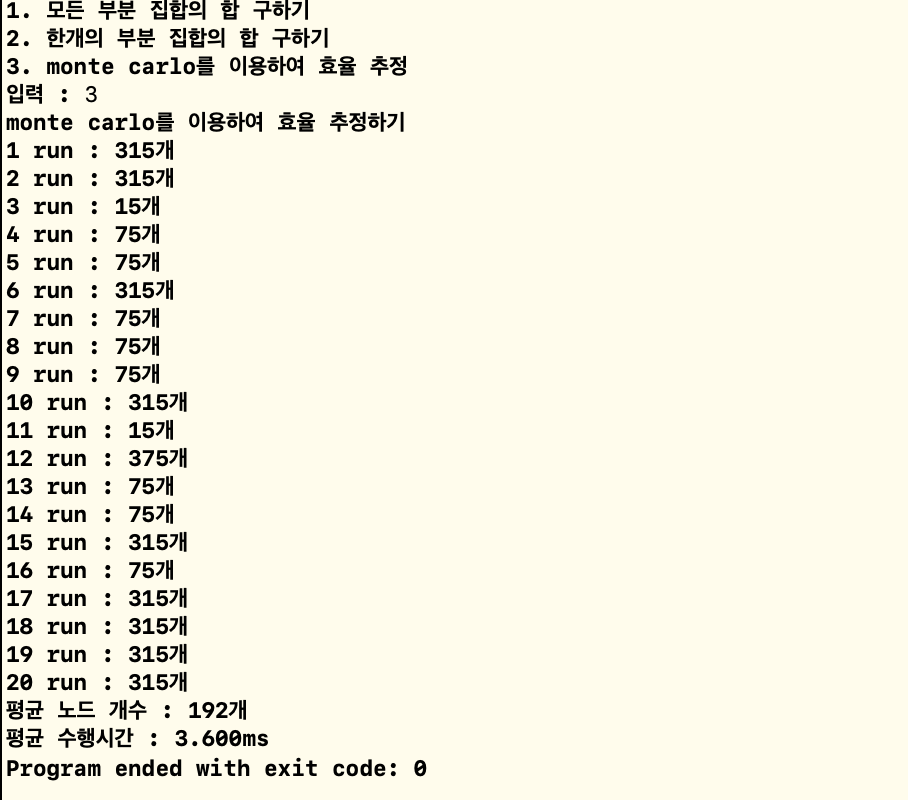 1. 모든 부분 집합의 합 구하기
2. 한개의 부분 집합의 합 구하기
3. monte carlo를 이용하여 효율 추정
입력 : 3
monte carlo를 이용하여 효율 추정하기
1 run : 315개
2 run : 315개
3 run : 15개
4 run : 75개
5 run : 75개
6 run : 315개
7 run : 75개
8 run : 75개
9 run : 75개
10 run : 315개
11 run : 15개
12 run : 375개
13 run : 75개
14 run : 75개
15 run : 315개
16 run : 75개
17 run : 315개
18 run : 315개
19 run : 315개
20 run : 315개
평균 노드 개수 : 192개
평균 수행시간 : 3.600ms
Program ended with exit code: 0